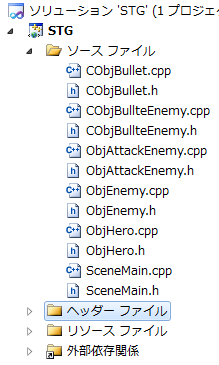 ソリューション 'STG' (1 プロジェ
STG
ソース ファイル
CObjBullet.cpp
CObjBullet.h
CObjBullteEnemy.cpp
CObjBullteEnemy.h
ObjAttackEnemy.cpp
ObjAttackEnemy.h
ObjEnemy.cpp
ObjEnemy.h
ObjHero.cpp
ObjHero.h
SceneMain.cpp
SceneMain.h
ヘッダー ファイル
リソース ファイル
外部依存関係